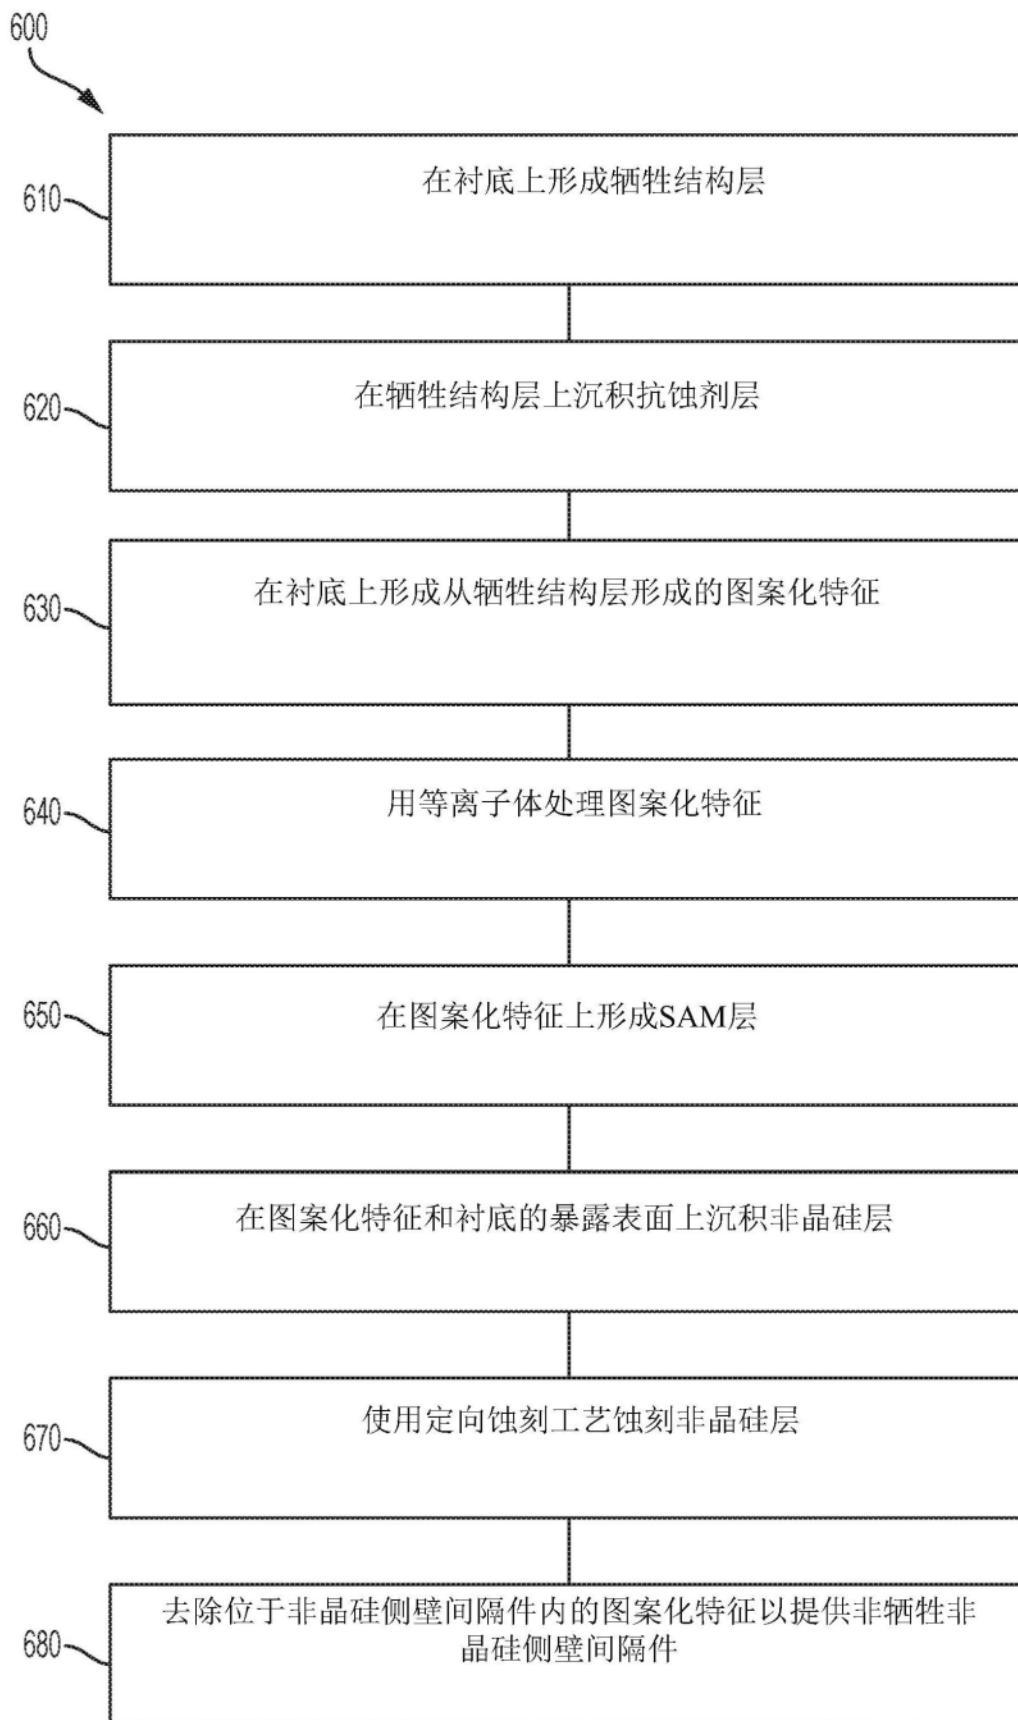 600
610
在衬底上形成牺牲结构层
620
在牺牲结构层上沉积抗蚀剂层
630
在衬底上形成从牺牲结构层形成的图案化特征
640
用等离子体处理图案化特征
650
在图案化特征上形成SAM层
660
在图案化特征和衬底的暴露表面上沉积非晶硅层
670
使用定向蚀刻工艺蚀刻非晶硅层
680
去除位于非晶硅侧壁间隔件内的图案化特征以提供非牺牲非
晶硅侧壁间隔件